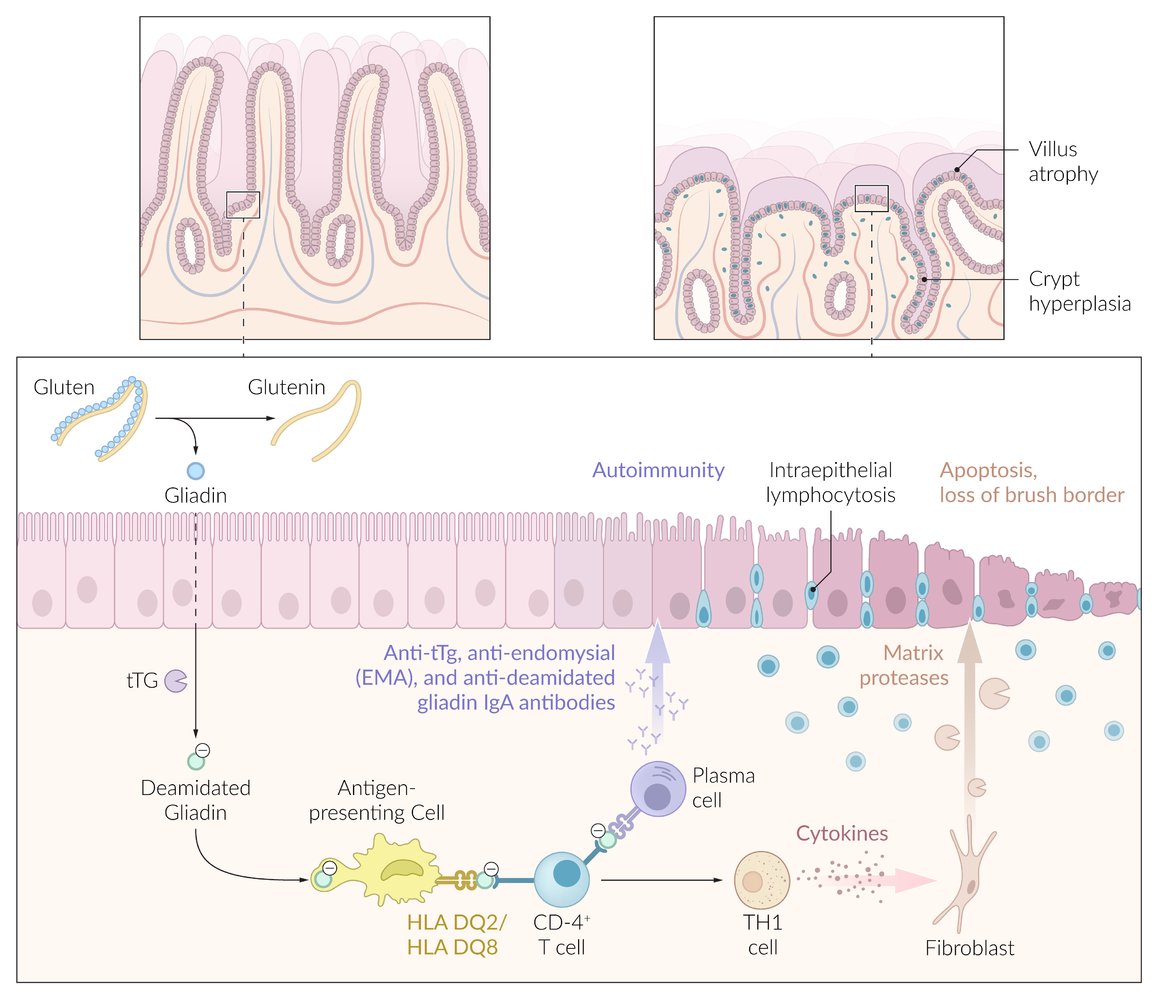 Villus
atrophy
Crypt
hyperplasia
Gluten
Glutenin
Gliadin
Autoimmunity
Intraepithelial
lymphocytosis
Apoptosis,
loss of brush border
tTG
Anti-tTg, anti-endomysial
(EMA), and anti-deamidated
gliadin IgA antibodies
Matrix
proteases
Deamidated
Gliadin
Antigen-
presenting Cell
Plasma
cell
Cytokines
HLA DQ2/
HLA DQ8
CD-4⁺
T cell
TH1
cell
Fibroblast